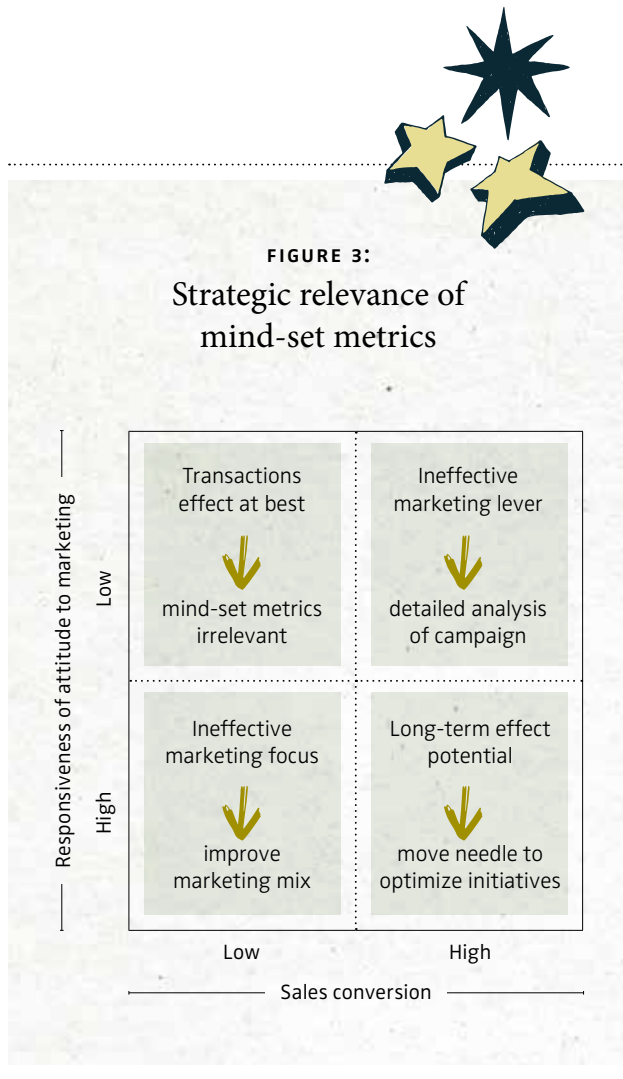 FIGURE 3:
Strategic relevance of
mind-set metrics
Responsiveness of attitude to marketing
Low
Transactions
effect at best
mind-set metrics
irrelevant
Ineffective
marketing lever
detailed analysis
of campaign
High
Ineffective
marketing focus
improve
marketing mix
Long-term effect
potential
move needle to
optimize initiatives
Low
High
Sales conversion